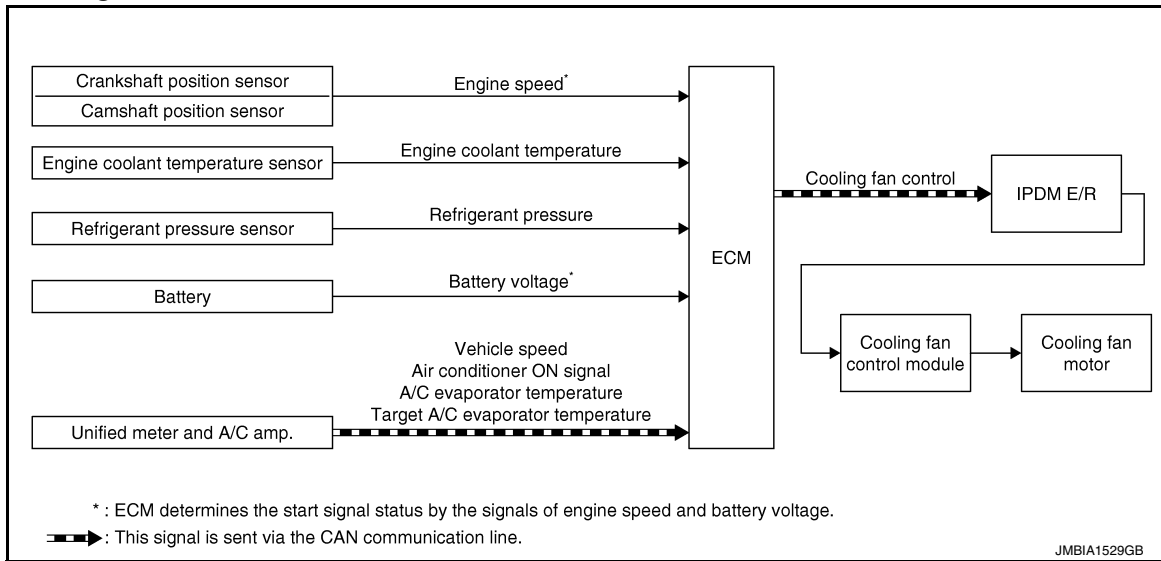 Crankshaft position sensor
Camshaft position sensor
Engine speed*
Engine coolant temperature sensor
Engine coolant temperature
Refrigerant pressure sensor
Refrigerant pressure
Battery
Battery voltage*
Unified meter and A/C amp.
Vehicle speed
Air conditioner ON signal
A/C evaporator temperature
Target A/C evaporator temperature
ECM
Cooling fan control
IPDM E/R
Cooling fan
control module
Cooling fan
motor
* : ECM determines the start signal status by the signals of engine speed and battery voltage.
: This signal is sent via the CAN communication line.
JMBIA1529GB